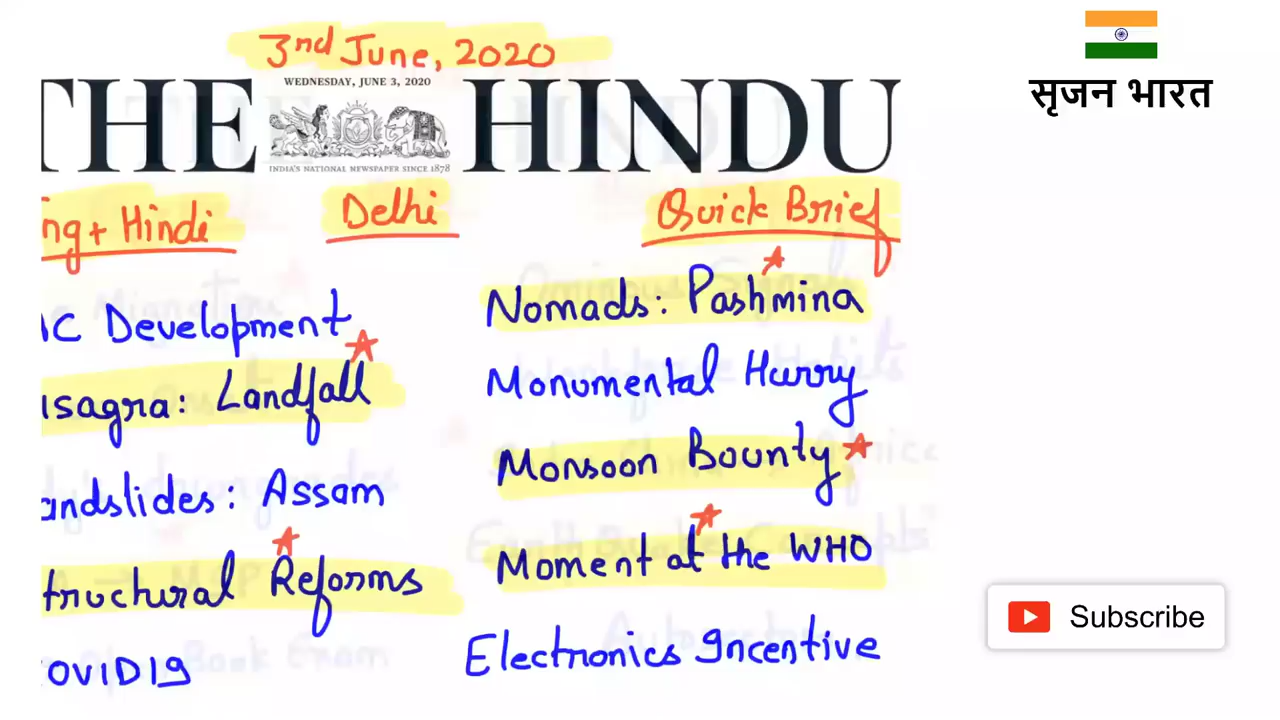 3rd June, 2020
WEDNESDAY, JUNE 3, 2020
THE HINDU
INDIA'S NATIONAL NEWSPAPER SINCE 1878
सृजन भारत
ng + Hindi Delhi Quick Brief
C Development
Nomads: Pashmina
isagra: Landfall
Monumental Hurry
andslides: Assam
Monsoon Bounty
tructural Reforms
Moment at the WHO
OVID19
Electronics Incentive
Subscribe